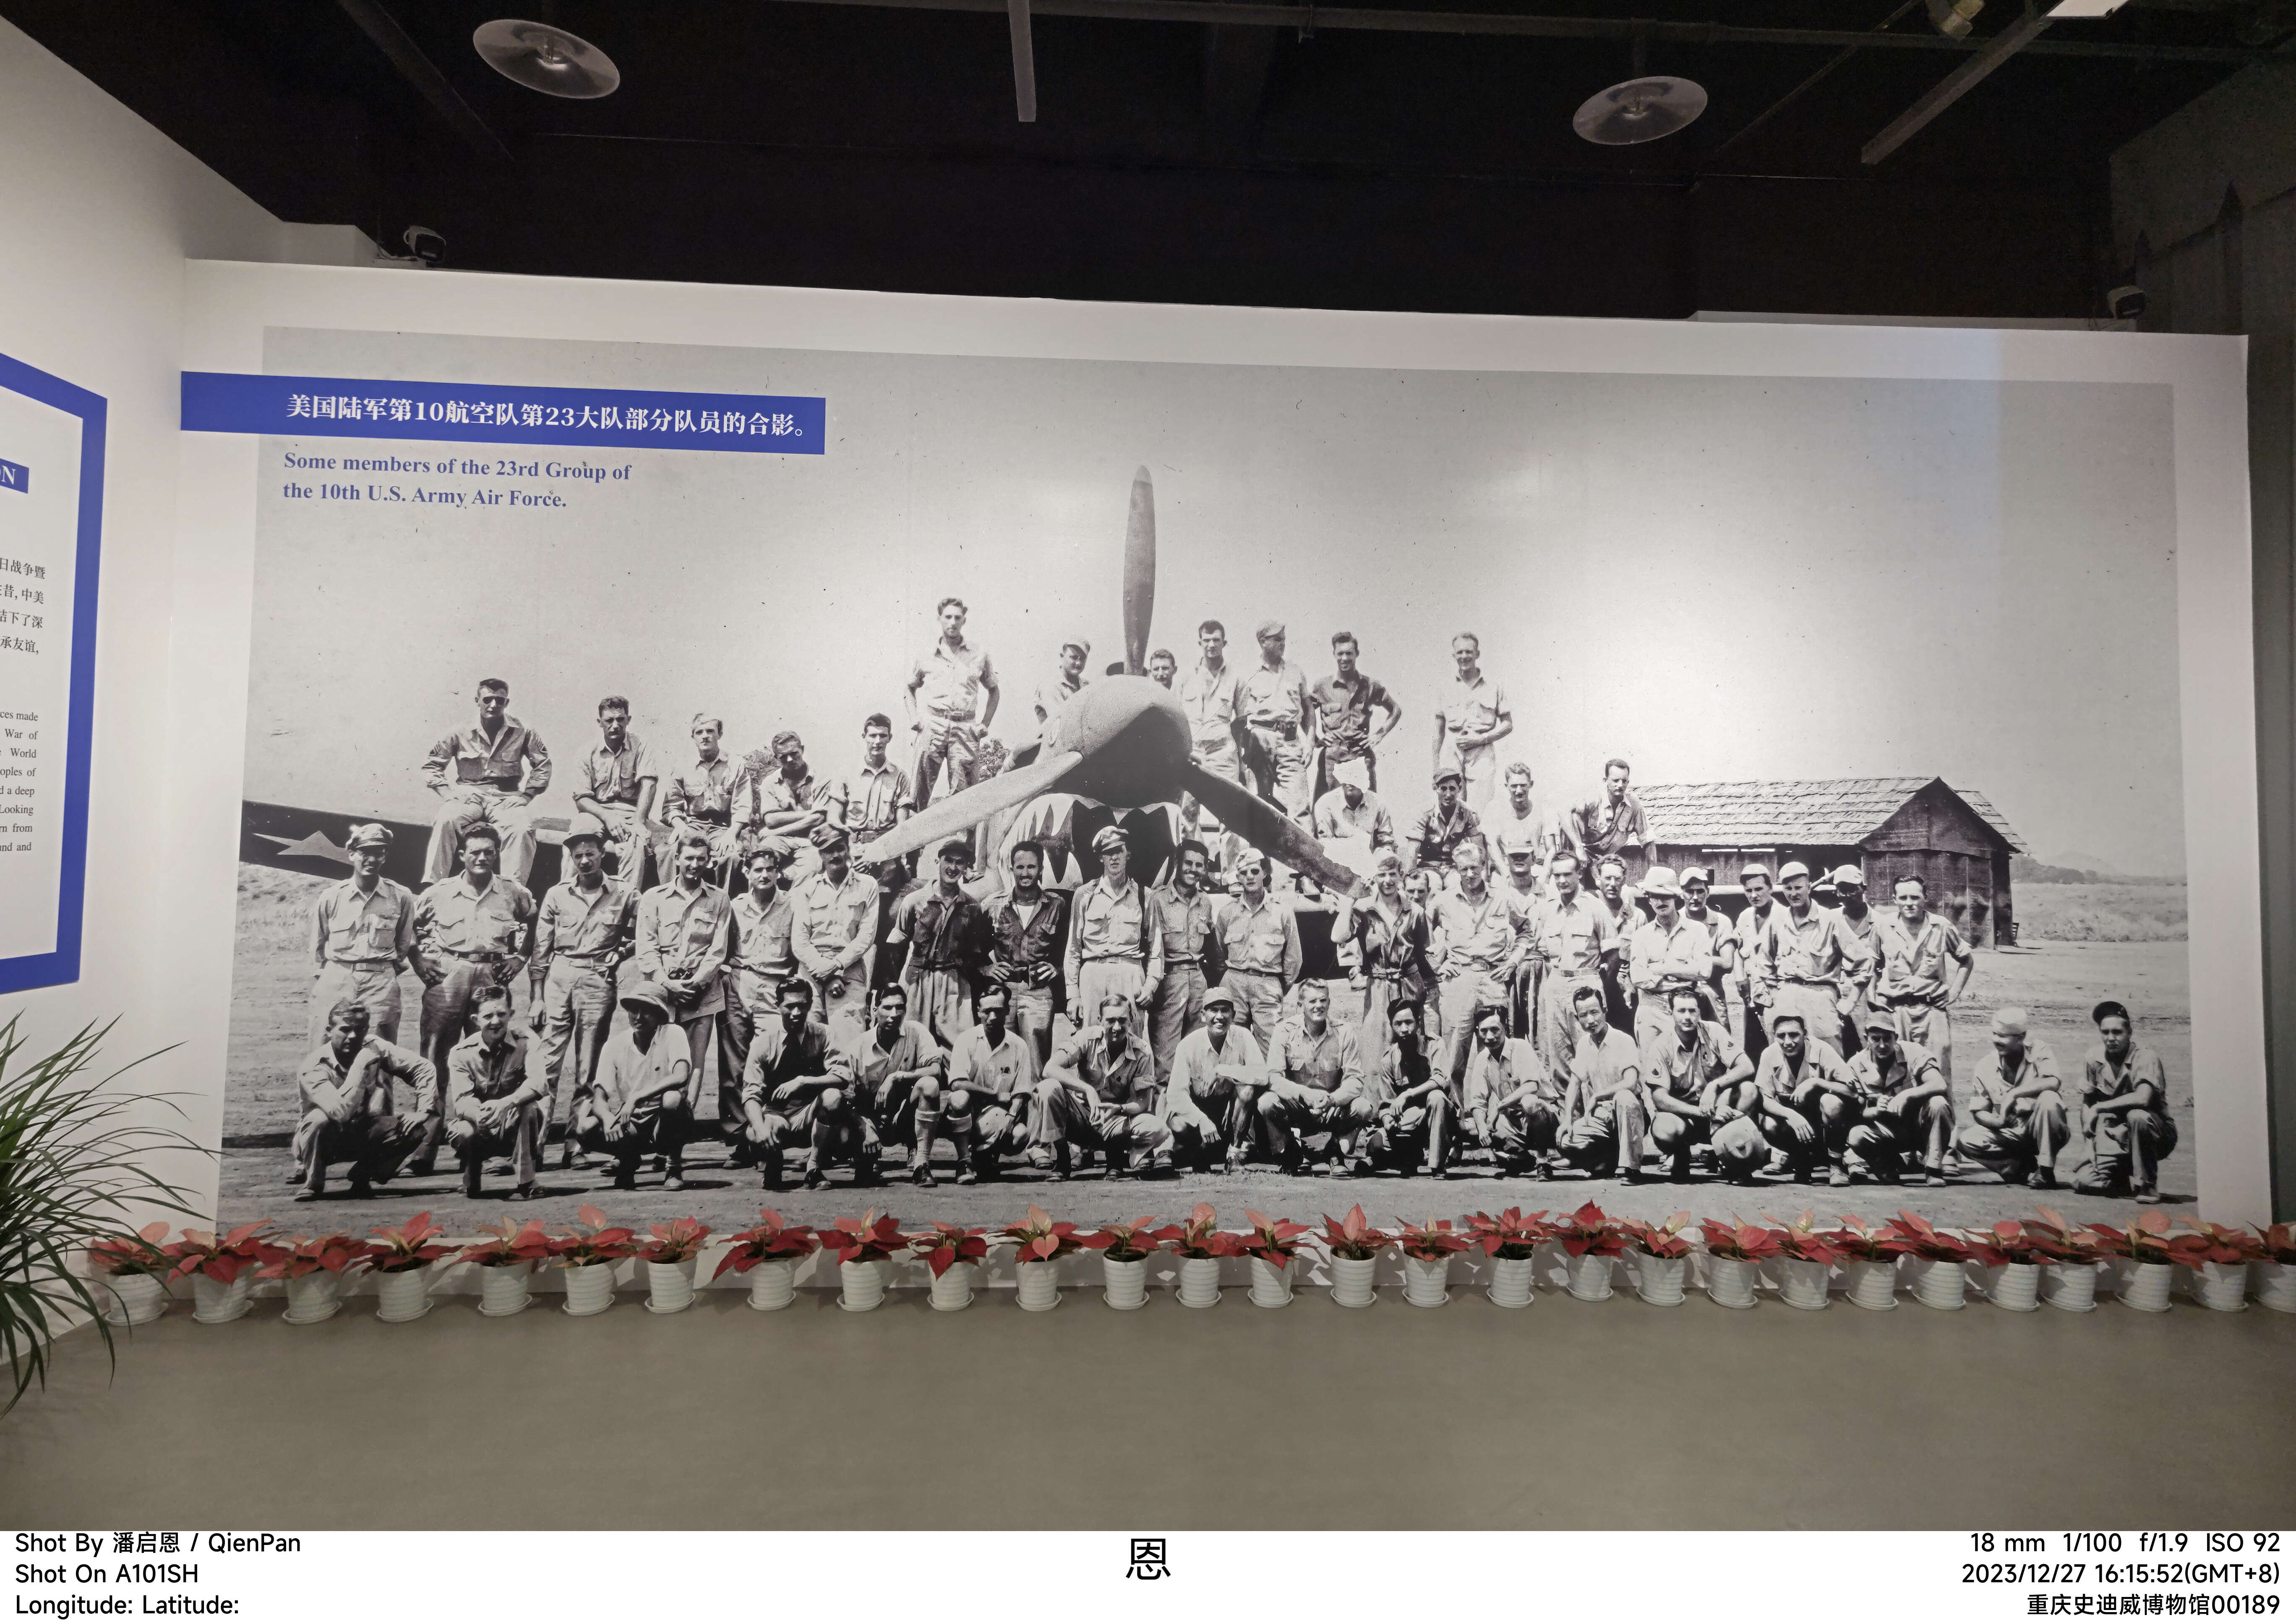 美国陆军第10航空队第23大队部分队员的合影。
Some members of the 23rd Group of
the 10th U.S. Army Air Force.
ON
日战争暨
昔，中美
结下了深
承友谊，
ces made
War of
World
oples of
d a deep
Looking
rn from
and and
Shot By 潘启恩 / QienPan
Shot On A101SH
Longitude: Latitude:
恩
18 mm 1/100 f/1.9 ISO 92
2023/12/27 16:15:52(GMT+8)
重庆史迪威博物馆00189